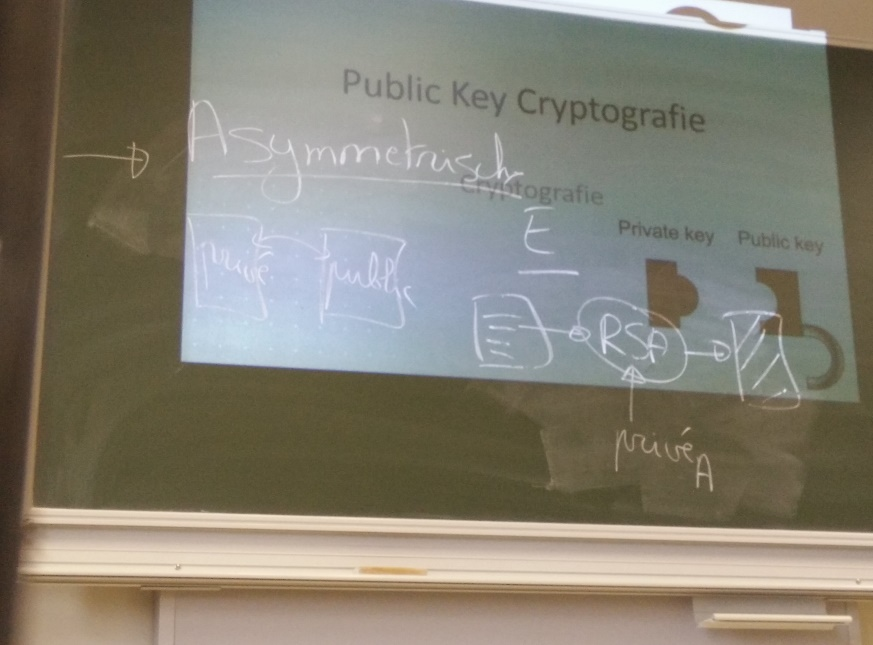 Public Key Cryptografie
Asymmetrisch
Cryptografie
E
Private key
Public key
privé
public
RSA
privé A